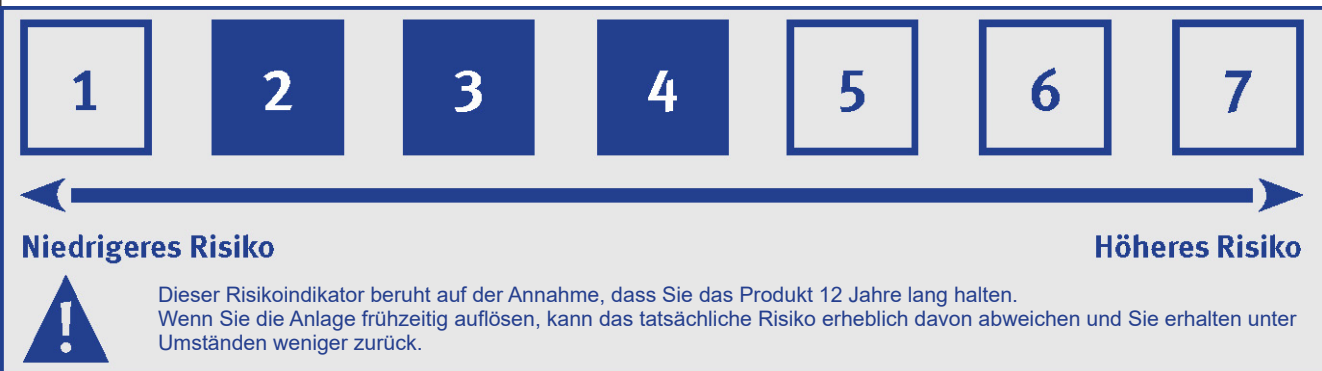 1 2 3 4 5 6 7
Niedrigeres Risiko Höheres Risiko
!
Dieser Risikoindikator beruht auf der Annahme, dass Sie das Produkt 12 Jahre lang halten.
Wenn Sie die Anlage frühzeitig auflösen, kann das tatsächliche Risiko erheblich davon abweichen und Sie erhalten unter
Umständen weniger zurück.